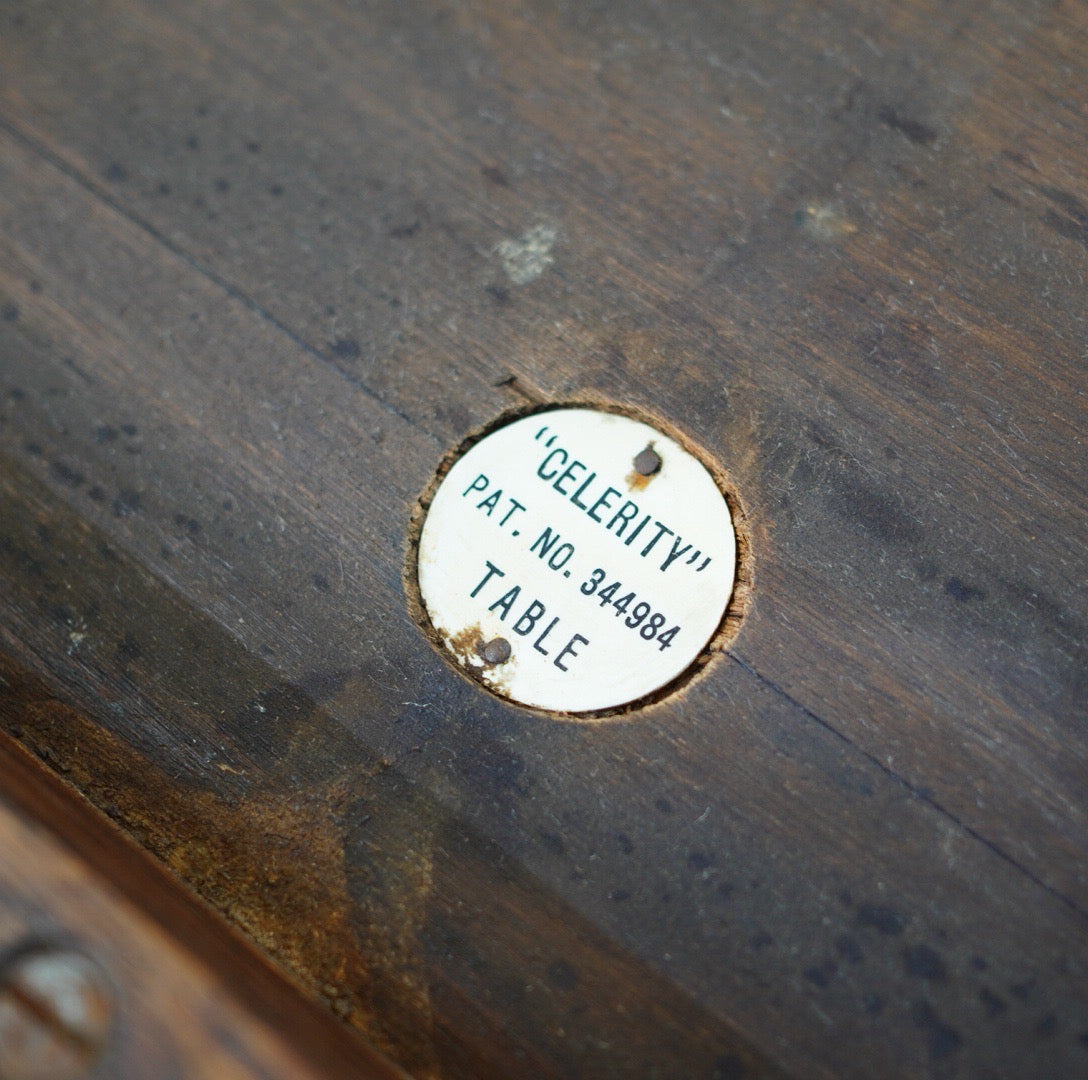 “CELERITY”
PAT. NO. 344984
TABLE